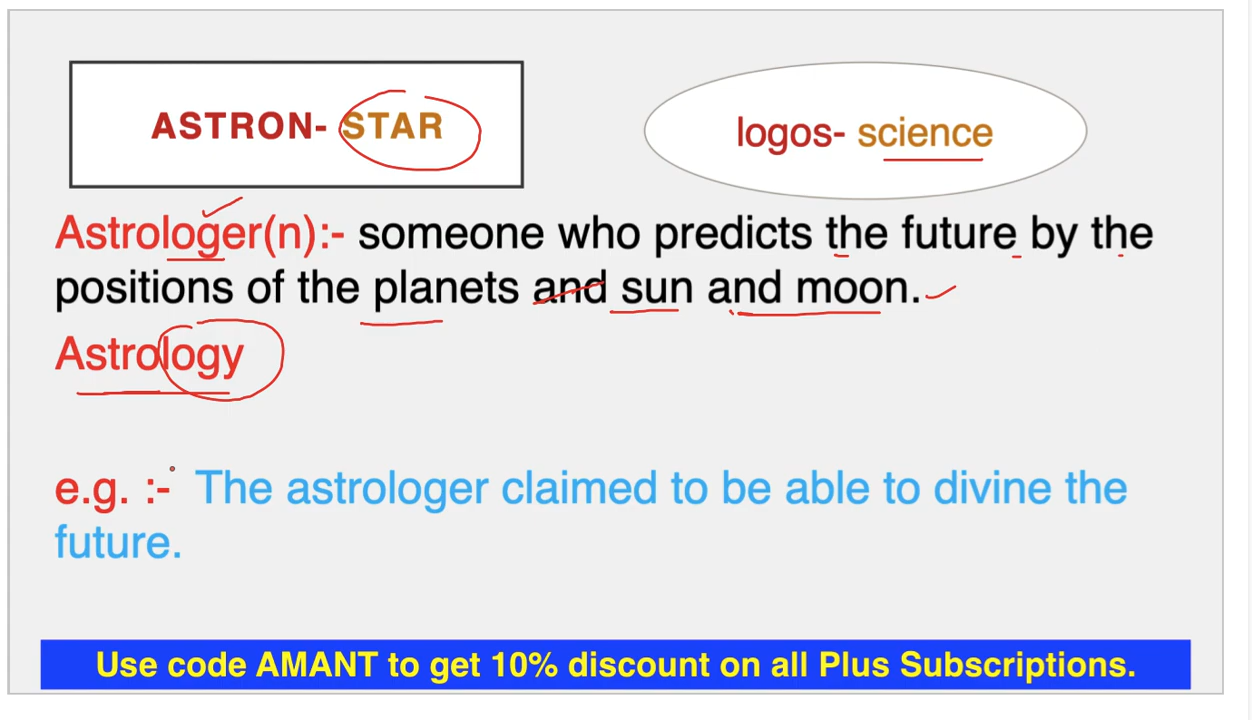 ASTRON- STAR
logos- science
Astrologer(n):- someone who predicts the future by the
positions of the planets and sun and moon.
Astrology
e.g. :- The astrologer claimed to be able to divine the
future.
Use code AMANT to get 10% discount on all Plus Subscriptions.